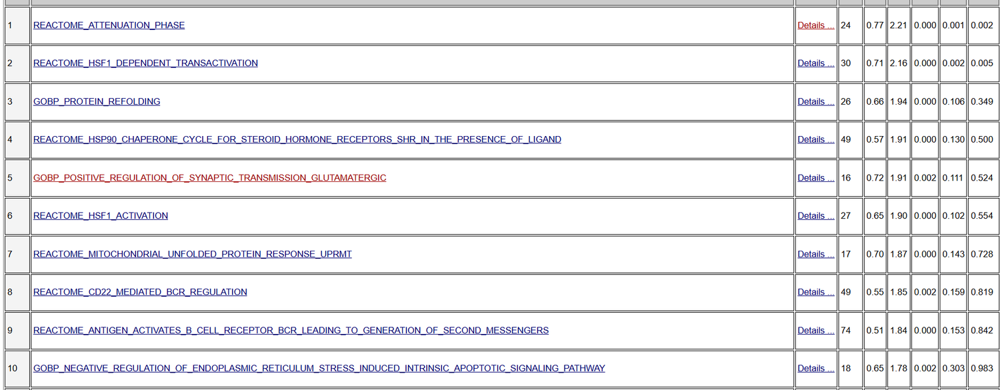 1 REACTOME_ATTENUATION_PHASE Details ... 24 0.77 2.21 0.000 0.001 0.002
2 REACTOME_HSF1_DEPENDENT_TRANSACTIVATION Details ... 30 0.71 2.16 0.000 0.002 0.005
3 GOBP_PROTEIN_REFOLDING Details ... 26 0.66 1.94 0.000 0.106 0.349
4 REACTOME_HSP90_CHAPERONE_CYCLE_FOR_STEROID_HORMONE_RECEPTORS_SHR_IN_THE_PRESENCE_OF_LIGAND Details ... 49 0.57 1.91 0.000 0.130 0.500
5 GOBP_POSITIVE_REGULATION_OF_SYNAPTIC_TRANSMISSION_GLUTAMATERGIC Details ... 16 0.72 1.91 0.002 0.111 0.524
6 REACTOME_HSF1_ACTIVATION Details ... 27 0.65 1.90 0.000 0.102 0.554
7 REACTOME_MITOCHONDRIAL_UNFOLDED_PROTEIN_RESPONSE_UPRMT Details ... 17 0.70 1.87 0.000 0.143 0.728
8 REACTOME_CD22_MEDIATED_BCR_REGULATION Details ... 49 0.55 1.85 0.002 0.159 0.819
9 REACTOME_ANTIGEN_ACTIVATES_B_CELL_RECEPTOR_BCR_LEADING_TO_GENERATION_OF_SECOND_MESSENGERS Details ... 74 0.51 1.84 0.000 0.153 0.842
10 GOBP_NEGATIVE_REGULATION_OF_ENDOPLASMIC_RETICULUM_STRESS_INDUCED_INTRINSIC_APOPTOTIC_SIGNALING_PATHWAY Details ... 18 0.65 1.78 0.002 0.303 0.983